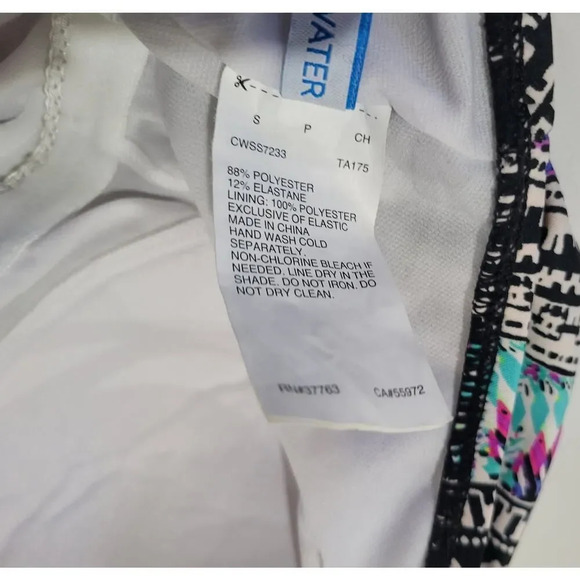 WATER
S P CH
CWSS7233 TA175
88% POLYESTER
12% ELASTANE
LINING: 100% POLYESTER
EXCLUSIVE OF ELASTIC
MADE IN CHINA
HAND WASH COLD
SEPARATELY.
NON-CHLORINE BLEACH IF
NEEDED. LINE DRY IN THE
SHADE. DO NOT IRON. DO
NOT DRY CLEAN.
RN#37763 CA#55972